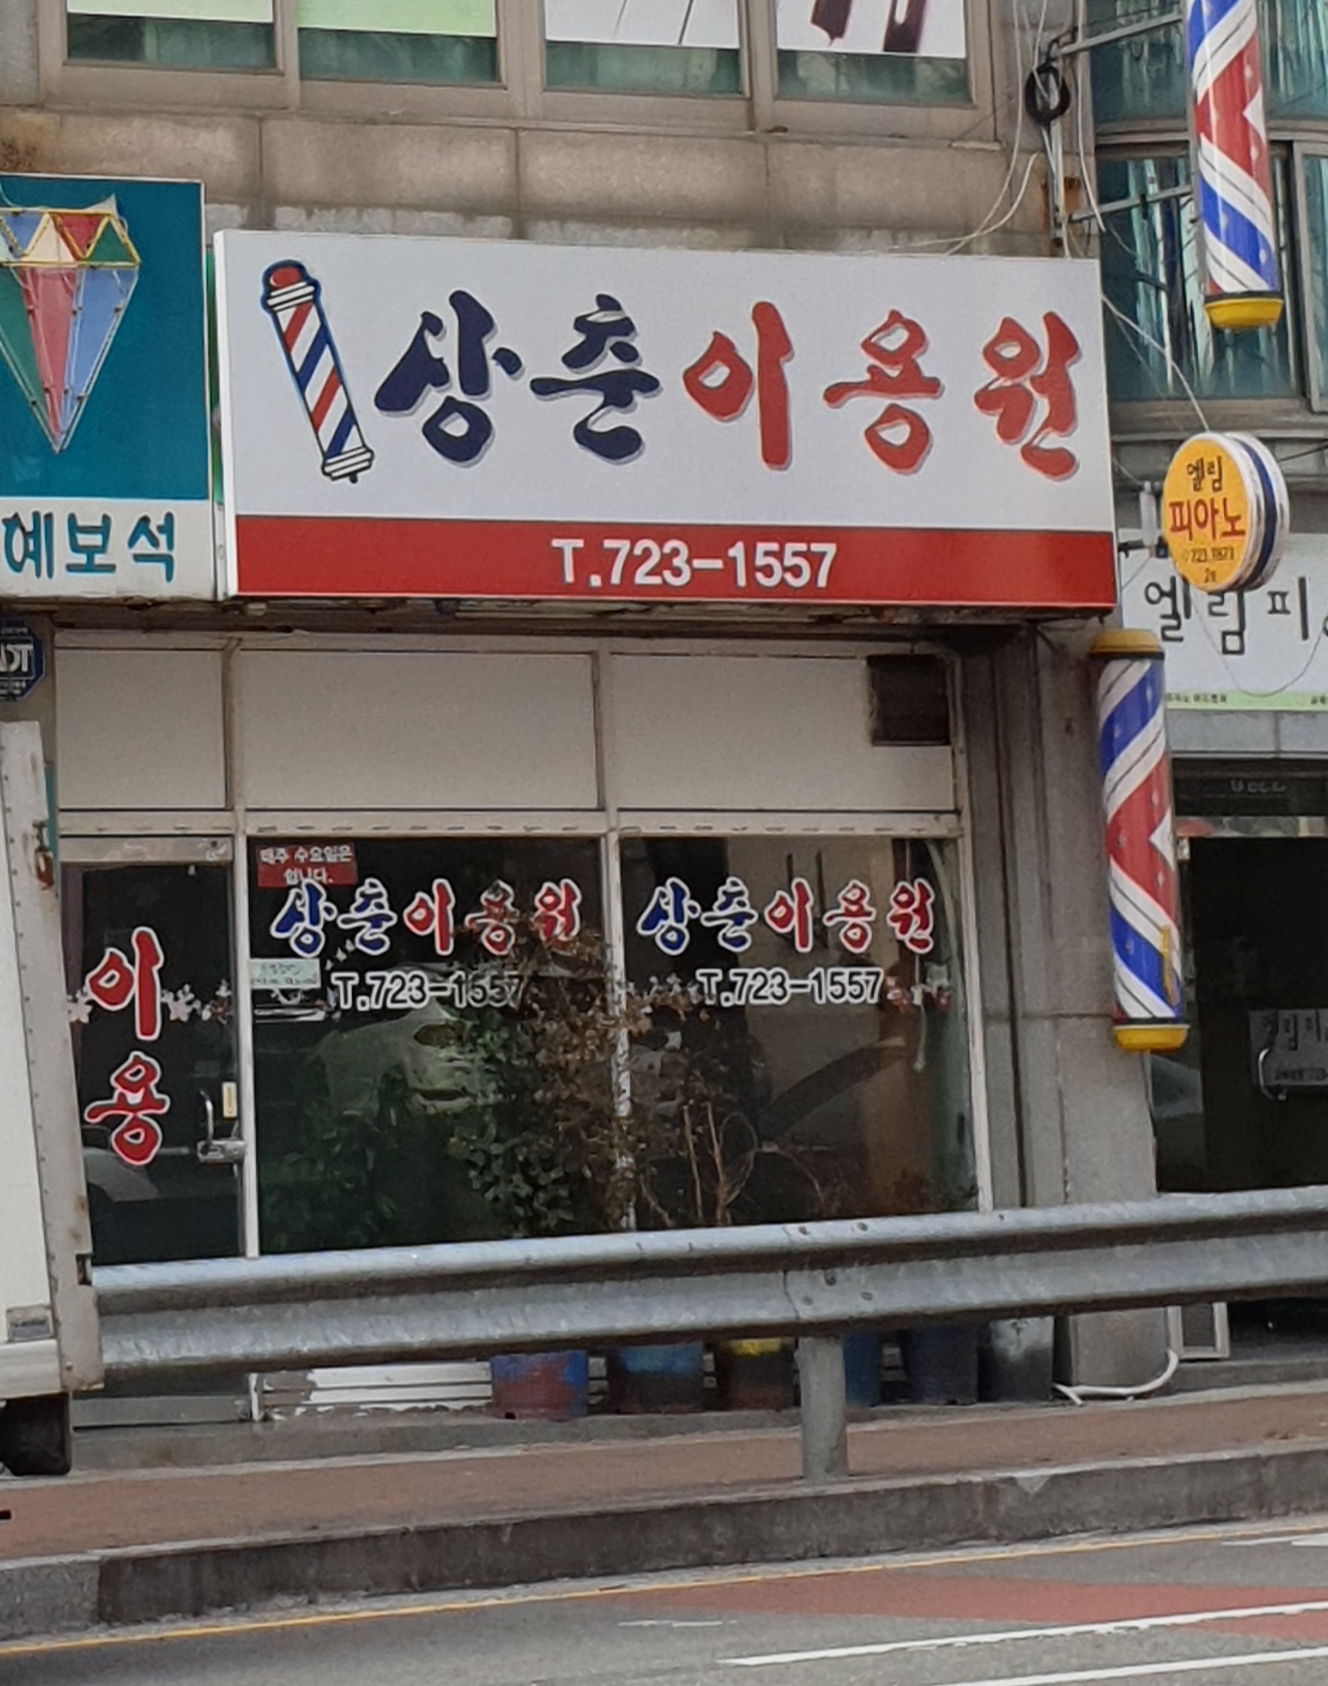 상춘이용원
T.723-1557
혜보석
엘림
피아노
엘림피
매주 수요일은
입니다.
상춘이용원
T.723-1557
상춘이용원
T.723-1557
이용